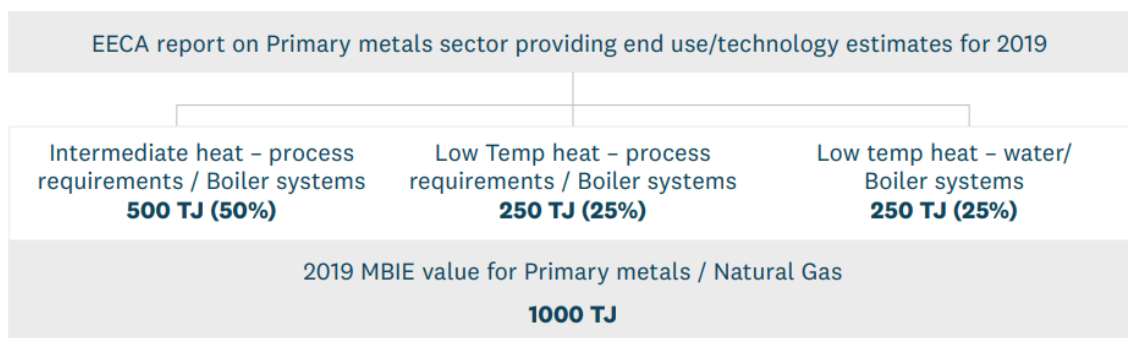 EECA report on Primary metals sector providing end use/technology estimates for 2019
Intermediate heat – process
requirements / Boiler systems
500 TJ (50%)
Low Temp heat – process
requirements / Boiler systems
250 TJ (25%)
Low temp heat – water/
Boiler systems
250 TJ (25%)
2019 MBIE value for Primary metals / Natural Gas
1000 TJ